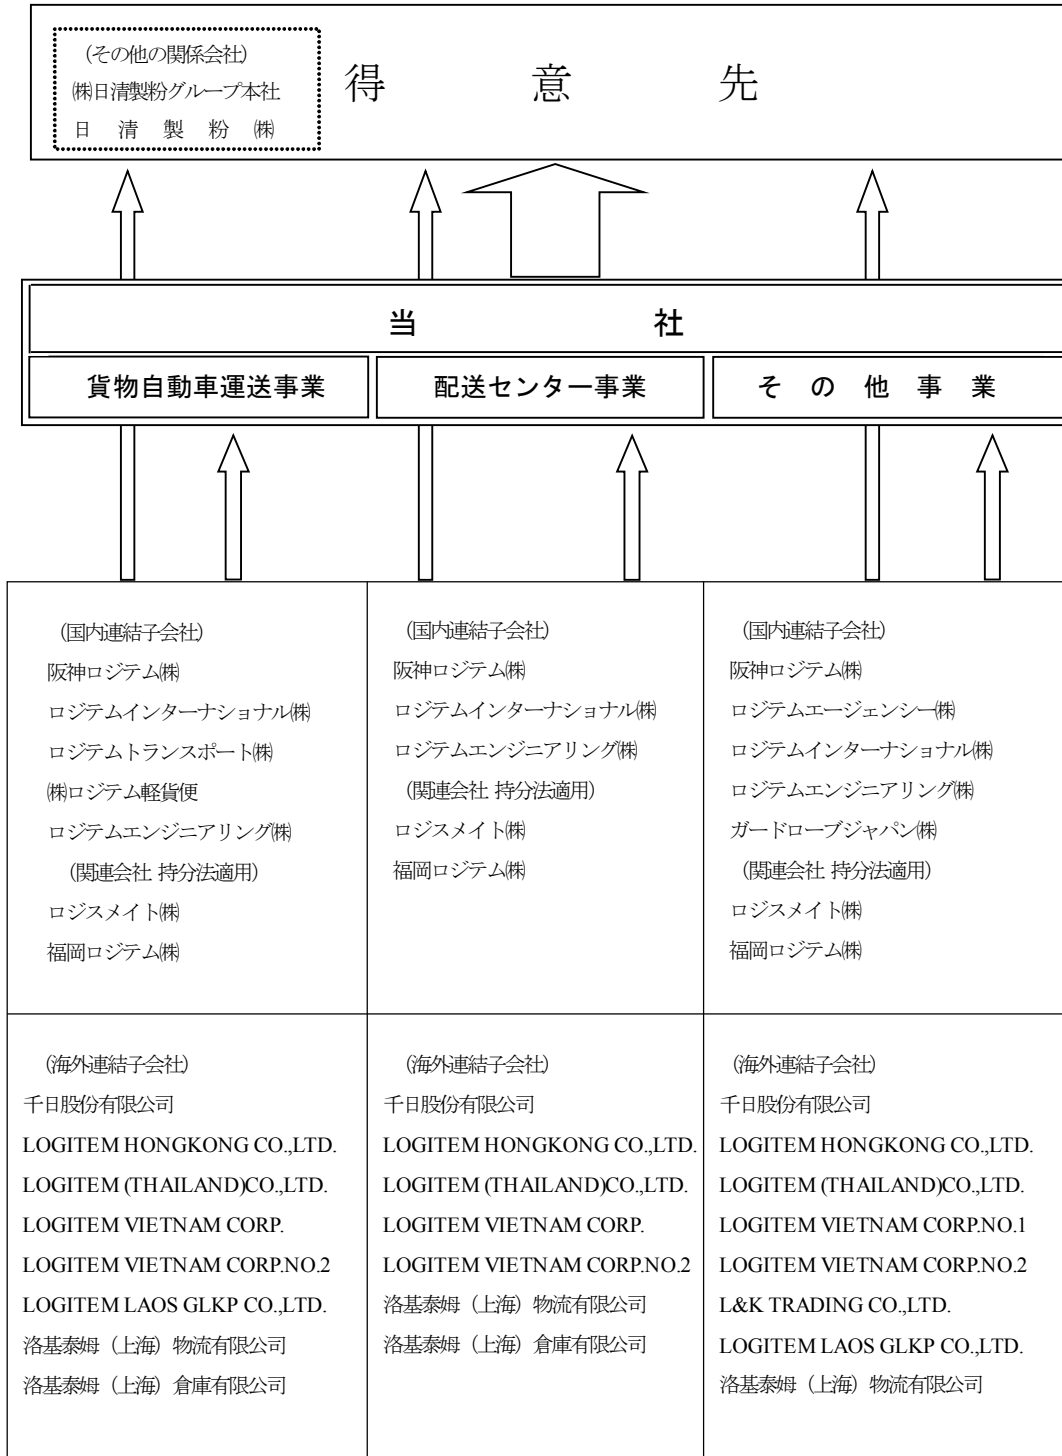 (その他の関係会社)
㈱日清製粉グループ本社
日清製粉㈱
得意先
当社
貨物自動車運送事業
配送センター事業
その他事業
(国内連結子会社)
阪神ロジテム㈱
ロジテムインターナショナル㈱
ロジテムトランスポート㈱
㈱ロジテム軽貨便
ロジテムエンジニアリング㈱
(関連会社 持分法適用)
ロジスメイト㈱
福岡ロジテム㈱
(国内連結子会社)
阪神ロジテム㈱
ロジテムインターナショナル㈱
ロジテムエンジニアリング㈱
(関連会社 持分法適用)
ロジスメイト㈱
福岡ロジテム㈱
(国内連結子会社)
阪神ロジテム㈱
ロジテムエージェンシー㈱
ロジテムインターナショナル㈱
ロジテムエンジニアリング㈱
ガードローブジャパン㈱
(関連会社 持分法適用)
ロジスメイト㈱
福岡ロジテム㈱
(海外連結子会社)
千日股份有限公司
LOGITEM HONGKONG CO.,LTD.
LOGITEM (THAILAND)CO.,LTD.
LOGITEM VIETNAM CORP.
LOGITEM VIETNAM CORP.NO.2
LOGITEM LAOS GLKP CO.,LTD.
洛基泰姆（上海）物流有限公司
洛基泰姆（上海）倉庫有限公司
(海外連結子会社)
千日股份有限公司
LOGITEM HONGKONG CO.,LTD.
LOGITEM (THAILAND)CO.,LTD.
LOGITEM VIETNAM CORP.
LOGITEM VIETNAM CORP.NO.2
洛基泰姆（上海）物流有限公司
洛基泰姆（上海）倉庫有限公司
(海外連結子会社)
千日股份有限公司
LOGITEM HONGKONG CO.,LTD.
LOGITEM (THAILAND)CO.,LTD.
LOGITEM VIETNAM CORP.NO.1
LOGITEM VIETNAM CORP.NO.2
L&K TRADING CO.,LTD.
LOGITEM LAOS GLKP CO.,LTD.
洛基泰姆（上海）物流有限公司